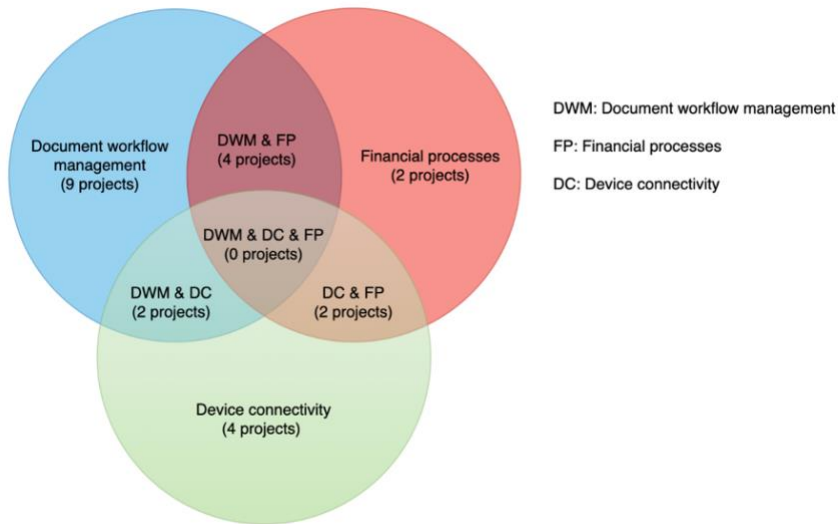 Document workflow
management
(9 projects)
DWM & FP
(4 projects)
Financial processes
(2 projects)
DWM & DC & FP
(0 projects)
DWM & DC
(2 projects)
DC & FP
(2 projects)
Device connectivity
(4 projects)
DWM: Document workflow management
FP: Financial processes
DC: Device connectivity